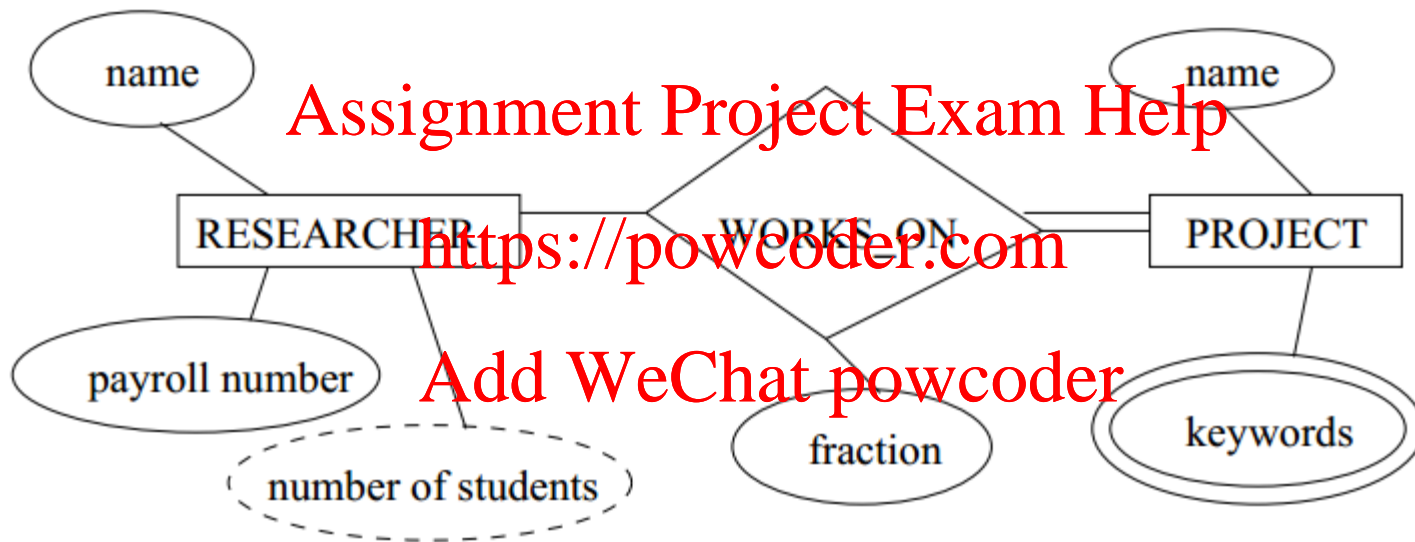 name
name
Assignment Project Exam Help
RESEARCHER
WORKS_ON
PROJECT
https://powcoder.com
payroll number
Add WeChat powcoder
keywords
fraction
number of students